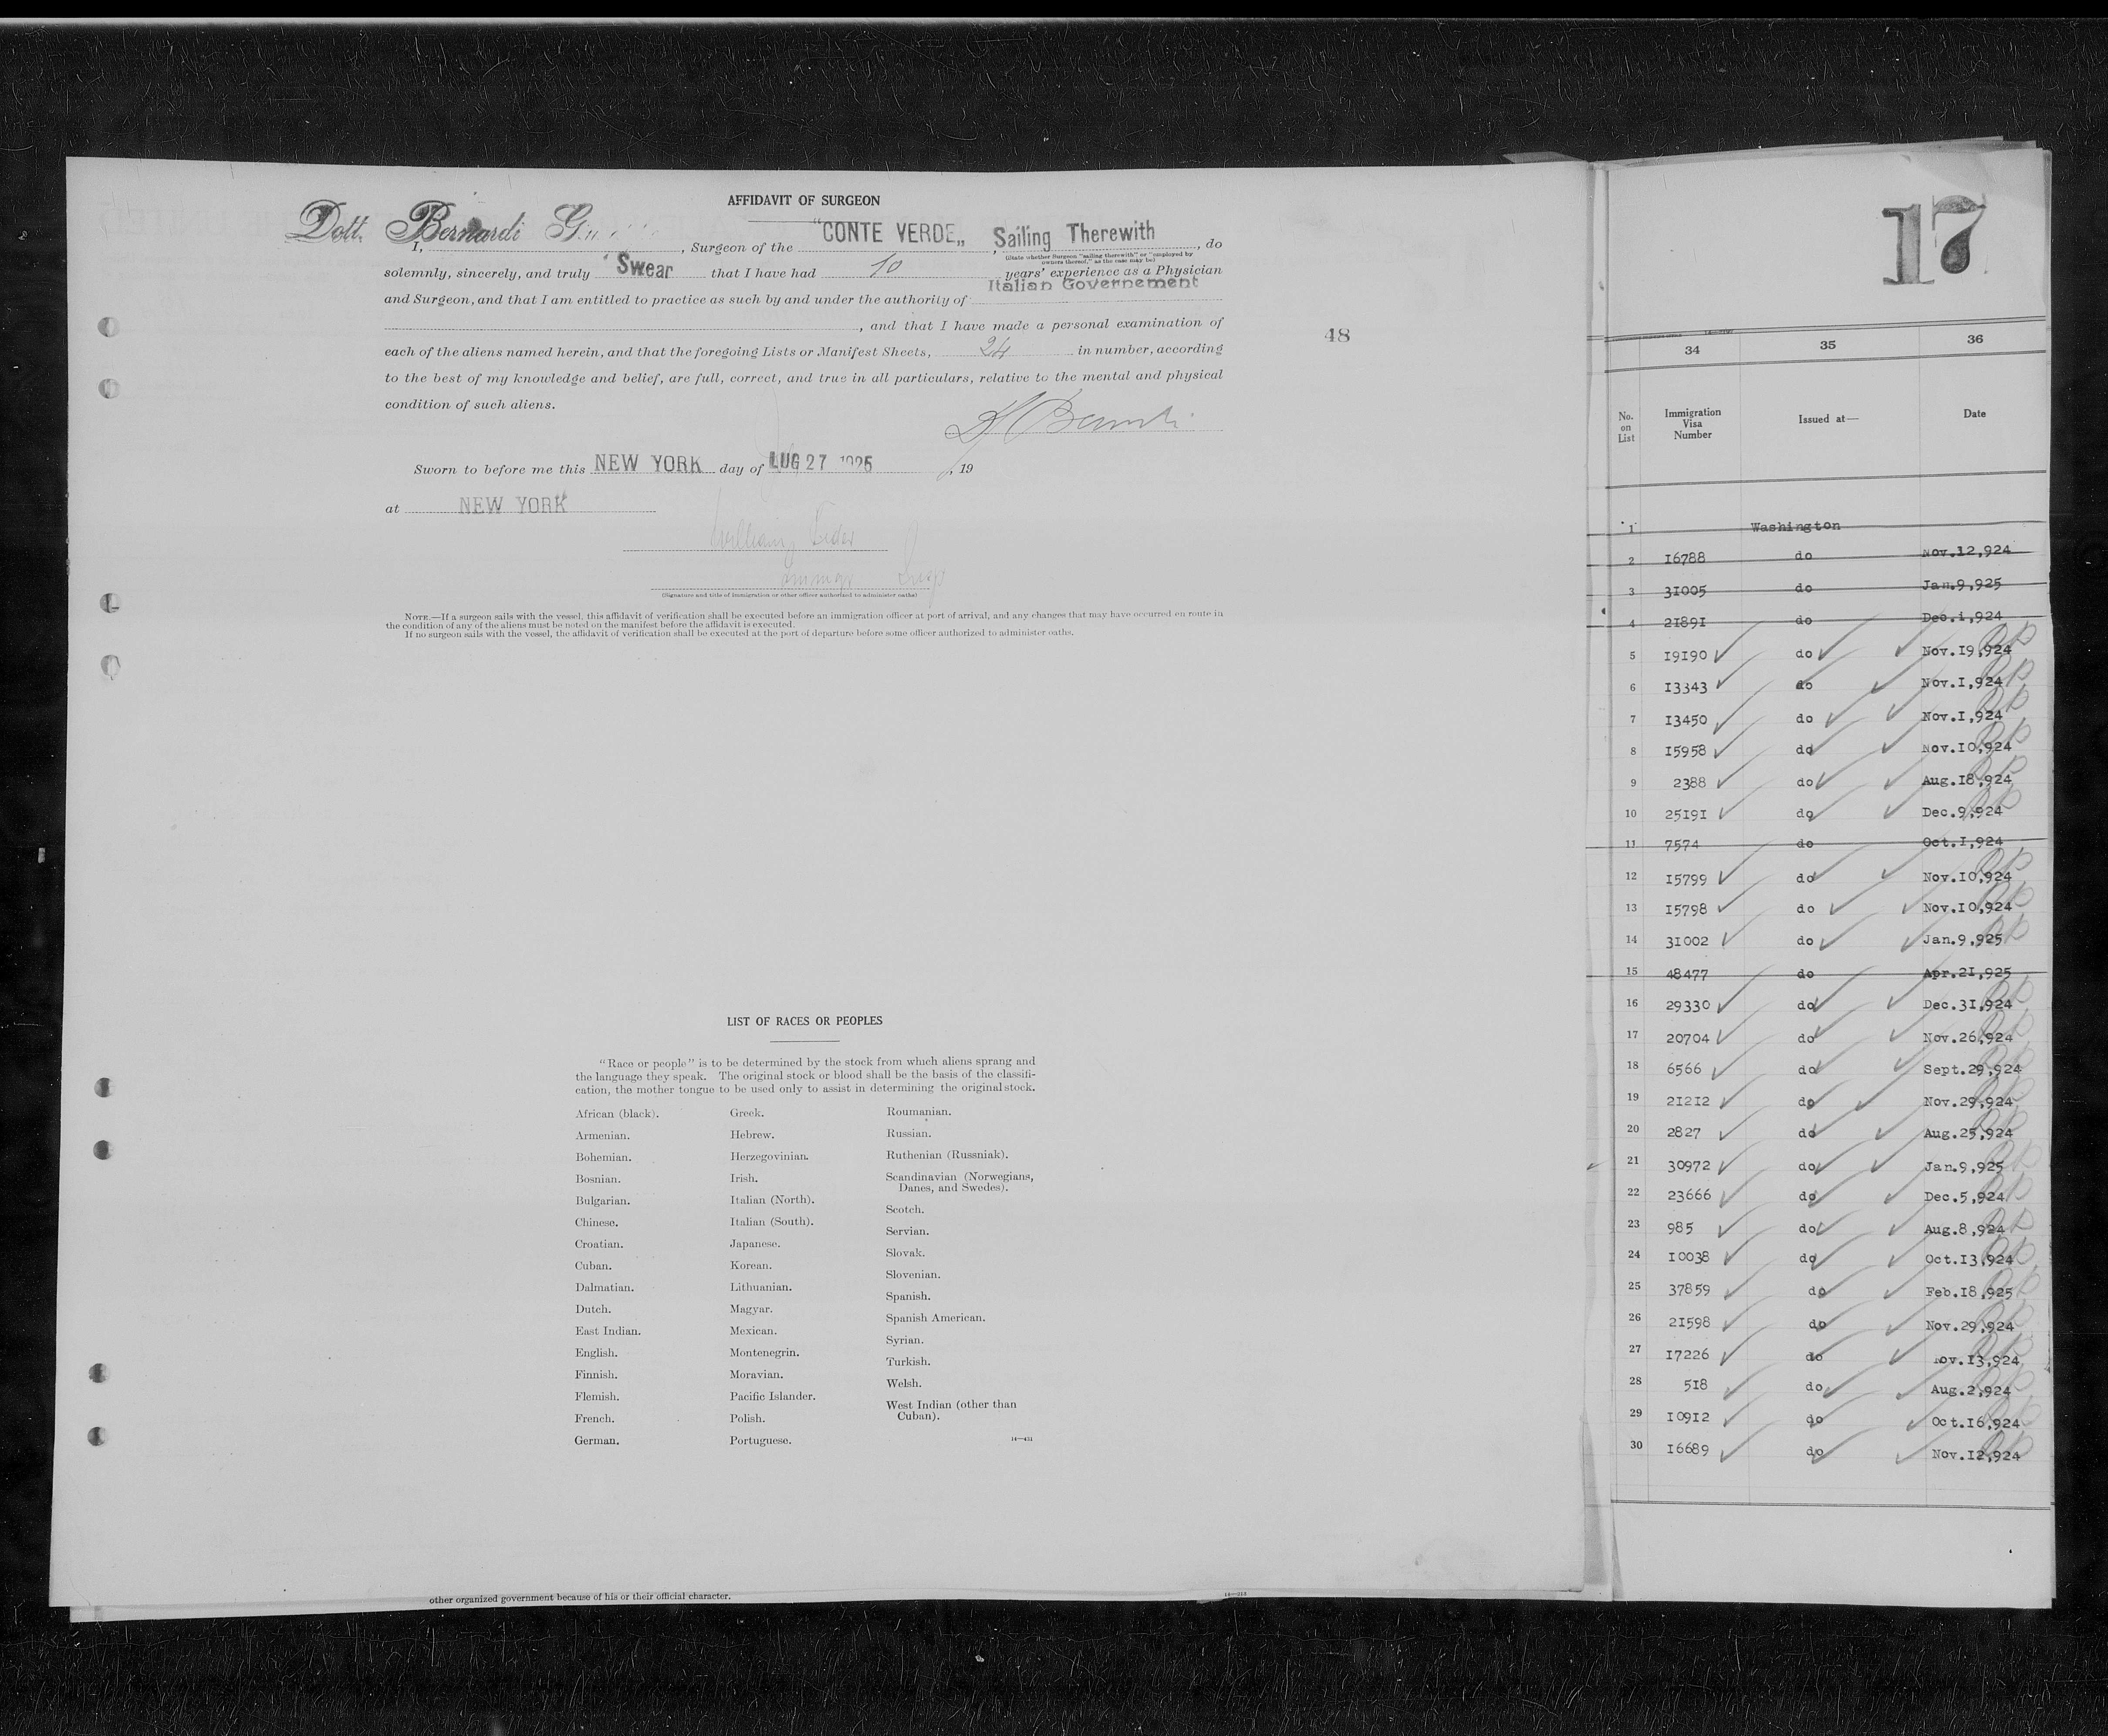 AFFIDAVIT OF SURGEON
Dott. Bernardi
I, , Surgeon of the "CONTE VERDE„ , Sailing Therewith , do
(State whether Surgeon "sailing therewith" or "employed by
owners thereof," as the case may be)
solemnly, sincerely, and truly Swear that I have had 10 years' experience as a Physician
and Surgeon, and that I am entitled to practice as such by and under the authority of Italian Governement
, and that I have made a personal examination of
each of the aliens named herein, and that the foregoing Lists or Manifest Sheets, 24 in number, according
to the best of my knowledge and belief, are full, correct, and true in all particulars, relative to the mental and physical
condition of such aliens.
48
Sworn to before me this NEW YORK day of LUG 27 1925 , 19
at NEW YORK
William
(Signature and title of immigration or other officer authorized to administer oaths)
NOTE.—If a surgeon sails with the vessel, this affidavit of verification shall be executed before an immigration officer at port of arrival, and any changes that may have occurred en route in
the condition of any of the aliens must be noted on the manifest before the affidavit is executed.
If no surgeon sails with the vessel, the affidavit of verification shall be executed at the port of departure before some officer authorized to administer oaths.
LIST OF RACES OR PEOPLES
"Race or people" is to be determined by the stock from which aliens sprang and
the language they speak. The original stock or blood shall be the basis of the classifi-
cation, the mother tongue to be used only to assist in determining the original stock.
African (black).
Armenian.
Bohemian.
Bosnian.
Bulgarian.
Chinese.
Croatian.
Cuban.
Dalmatian.
Dutch.
East Indian.
English.
Finnish.
Flemish.
French.
German.
Greek.
Hebrew.
Herzegovinian.
Irish.
Italian (North).
Italian (South).
Japanese.
Korean.
Lithuanian.
Magyar.
Mexican.
Montenegrin.
Moravian.
Pacific Islander.
Polish.
Portuguese.
Roumanian.
Russian.
Ruthenian (Russniak).
Scandinavian (Norwegians,
Danes, and Swedes).
Scotch.
Servian.
Slovak.
Slovenian.
Spanish.
Spanish American.
Syrian.
Turkish.
Welsh.
West Indian (other than
Cuban).
14—431
other organized government because of his or their official character.
14—313
17
34 35 36
No.
on
List
Immigration
Visa
Number
Issued at—
Date
1 Washington
2 16788 do Nov.12,924
3 31005 do Jan.9,925
4 21891 do Dec.1,924
5 19190 do Nov.19,924
6 13343 do Nov.1,924
7 13450 do Nov.1,924
8 15958 do Nov.10,924
9 2388 do Aug.18,924
10 25191 do Dec.9,924
11 7574 do Oct.1,924
12 15799 do Nov.10,924
13 15798 do Nov.10,924
14 31002 do Jan.9,925
15 48477 do Apr.21,925
16 29330 do Dec.31,924
17 20704 do Nov.26,924
18 6566 do Sept.29,924
19 21212 do Nov.29,924
20 2827 do Aug.25,924
21 30972 do Jan.9,925
22 23666 do Dec.5,924
23 985 do Aug.8,924
24 10038 do Oct.13,924
25 37859 do Feb.18,925
26 21598 do Nov.29,924
27 17226 do Nov.13,924
28 518 do Aug.2,924
29 10912 do Oct.16,924
30 16689 do Nov.12,924